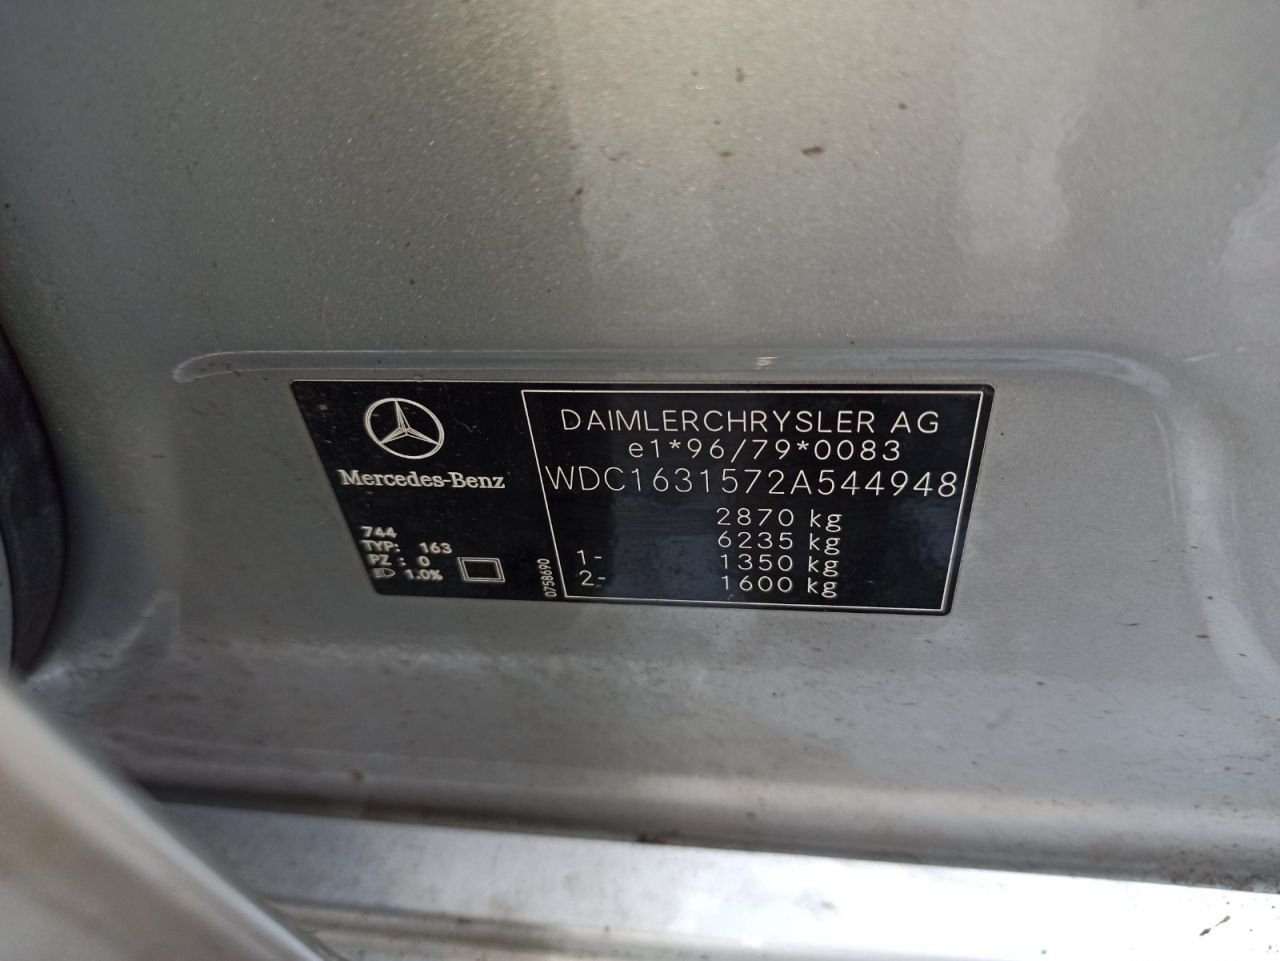 Mercedes-Benz
744
TYP: 163
PZ : 0
1.0%
0758690
DAIMLERCHRYSLER AG
e1*96/79*0083
WDC1631572A544948
2870 kg
6235 kg
1- 1350 kg
2- 1600 kg